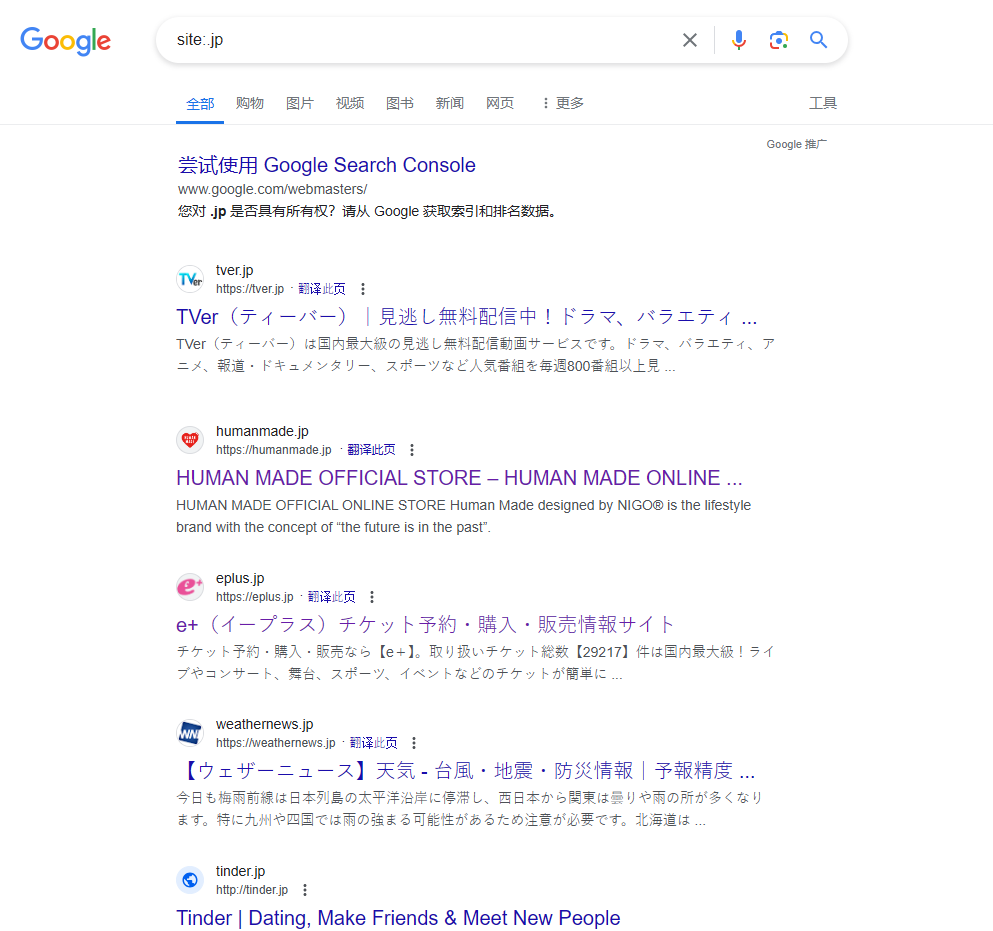 Google
site:.jp
全部 购物 图片 视频 图书 新闻 网页 更多 工具
Google 推广
尝试使用 Google Search Console
www.google.com/webmasters/
您对 .jp 是否具有所有权？请从 Google 获取索引和排名数据。
TVer
tver.jp
https://tver.jp · 翻译此页
TVer（ティーバー）｜見逃し無料配信中！ドラマ、バラエティ ...
TVer（ティーバー）は国内最大級の見逃し無料配信動画サービスです。ドラマ、バラエティ、ア
ニメ、報道・ドキュメンタリー、スポーツなど人気番組を毎週800番組以上見 ...
HUMAN MADE
humanmade.jp
https://humanmade.jp · 翻译此页
HUMAN MADE OFFICIAL STORE – HUMAN MADE ONLINE ...
HUMAN MADE OFFICIAL ONLINE STORE Human Made designed by NIGO® is the lifestyle
brand with the concept of “the future is in the past”.
e+
eplus.jp
https://eplus.jp · 翻译此页
e+（イープラス）チケット予約・購入・販売情報サイト
チケット予約・購入・販売なら【e＋】。取り扱いチケット総数【29217】件は国内最大級！ライ
ブやコンサート、舞台、スポーツ、イベントなどのチケットが簡単に ...
WNI
weathernews.jp
https://weathernews.jp · 翻译此页
【ウェザーニュース】天気 - 台風・地震・防災情報｜予報精度 ...
今日も梅雨前線は日本列島の太平洋沿岸に停滞し、西日本から関東は曇りや雨の所が多くなり
ます。特に九州や四国では雨の強まる可能性があるため注意が必要です。北海道は ...
tinder.jp
http://tinder.jp
Tinder | Dating, Make Friends & Meet New People